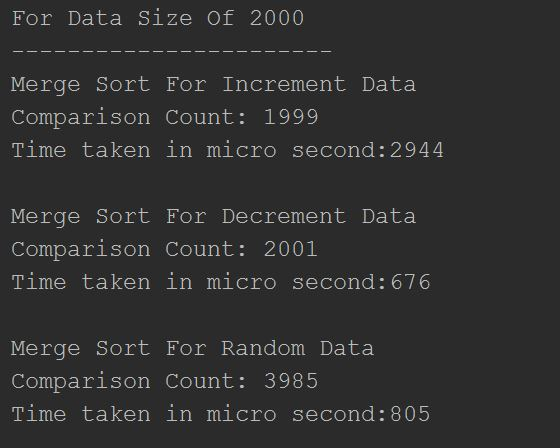 For Data Size Of 2000
-----------------------
Merge Sort For Increment Data
Comparison Count: 1999
Time taken in micro second:2944
Merge Sort For Decrement Data
Comparison Count: 2001
Time taken in micro second:676
Merge Sort For Random Data
Comparison Count: 3985
Time taken in micro second:805